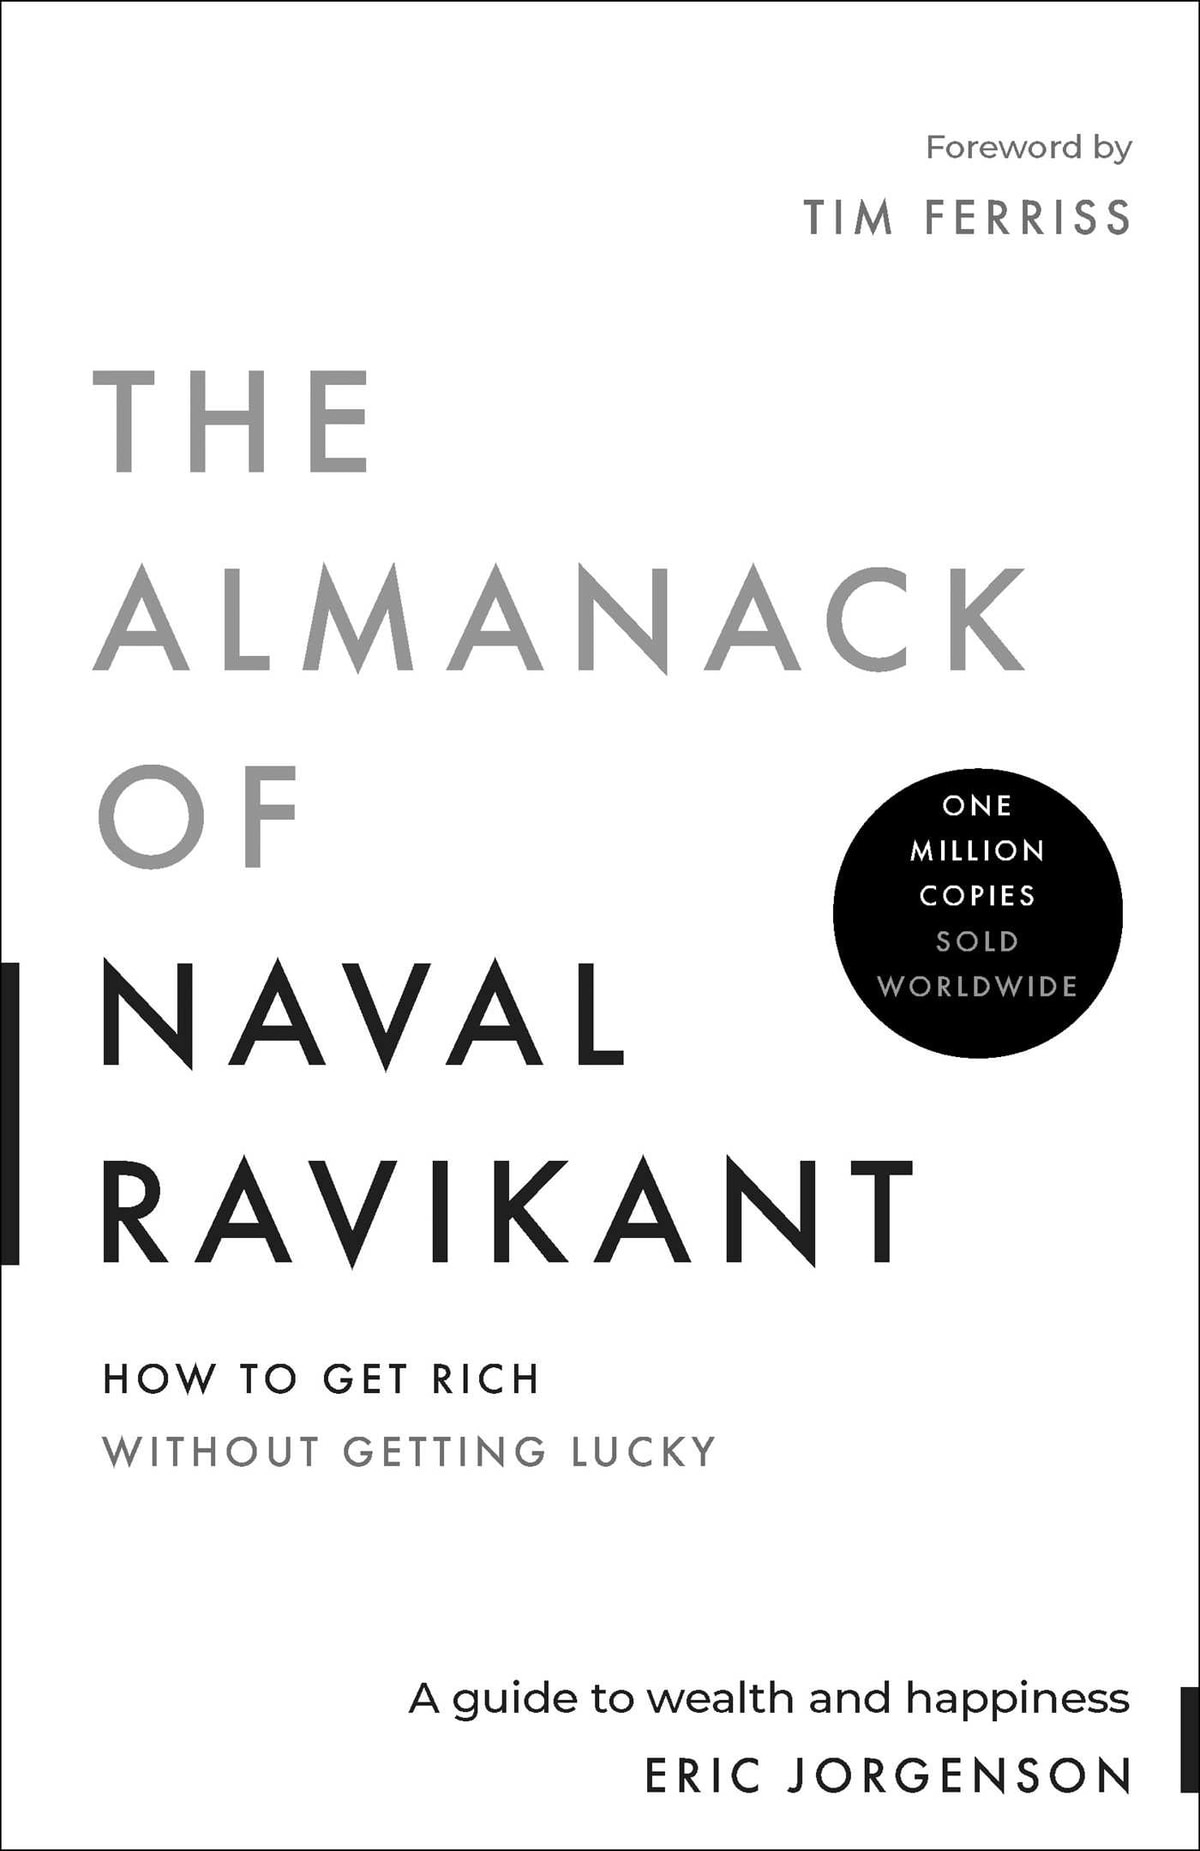 Foreword by
TIM FERRISS
THE
ALMANACK
OF
NAVAL
RAVIKANT
ONE
MILLION
COPIES
SOLD
WORLDWIDE
HOW TO GET RICH
WITHOUT GETTING LUCKY
A guide to wealth and happiness
ERIC JORGENSON